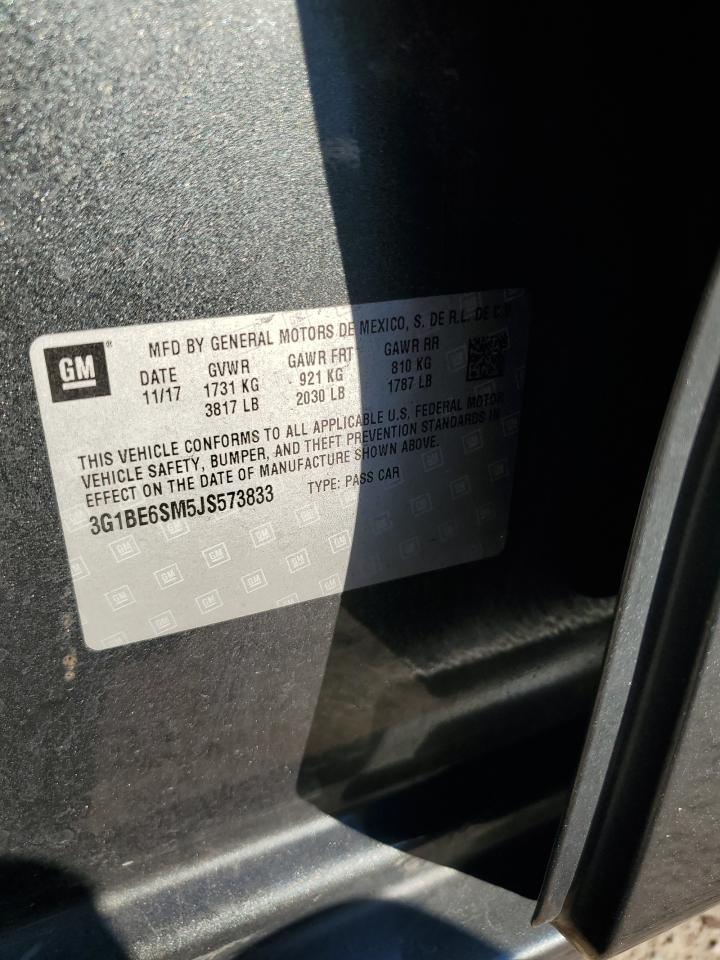 GM ®
MFD BY GENERAL MOTORS DE MEXICO, S. DE R.L. DE C.V.
DATE GVWR GAWR FRT GAWR RR
11/17 1731 KG 921 KG 810 KG
3817 LB 2030 LB 1787 LB
THIS VEHICLE CONFORMS TO ALL APPLICABLE U.S. FEDERAL MOTOR
VEHICLE SAFETY, BUMPER, AND THEFT PREVENTION STANDARDS IN
EFFECT ON THE DATE OF MANUFACTURE SHOWN ABOVE.
3G1BE6SM5JS573833 TYPE: PASS CAR